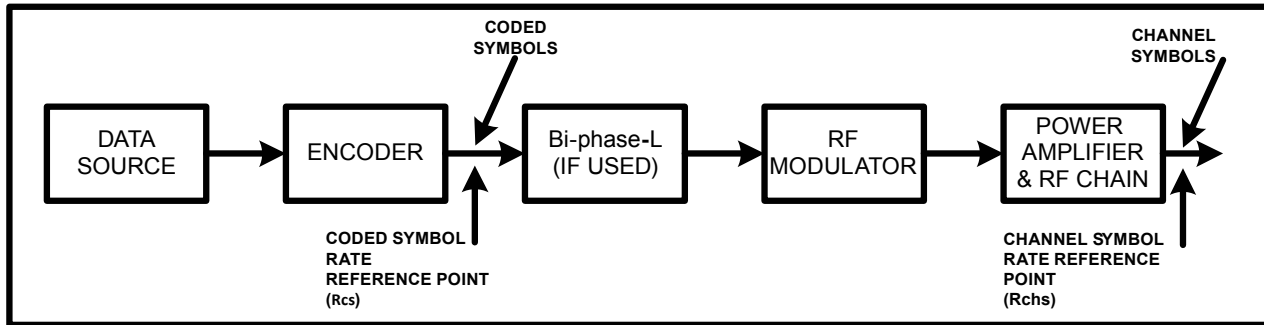 CODED
SYMBOLS
CHANNEL
SYMBOLS
DATA
SOURCE
ENCODER
Bi-phase-L
(IF USED)
RF
MODULATOR
POWER
AMPLIFIER
& RF CHAIN
CODED SYMBOL
RATE
REFERENCE POINT
(Rcs)
CHANNEL SYMBOL
RATE REFERENCE
POINT
(Rchs)